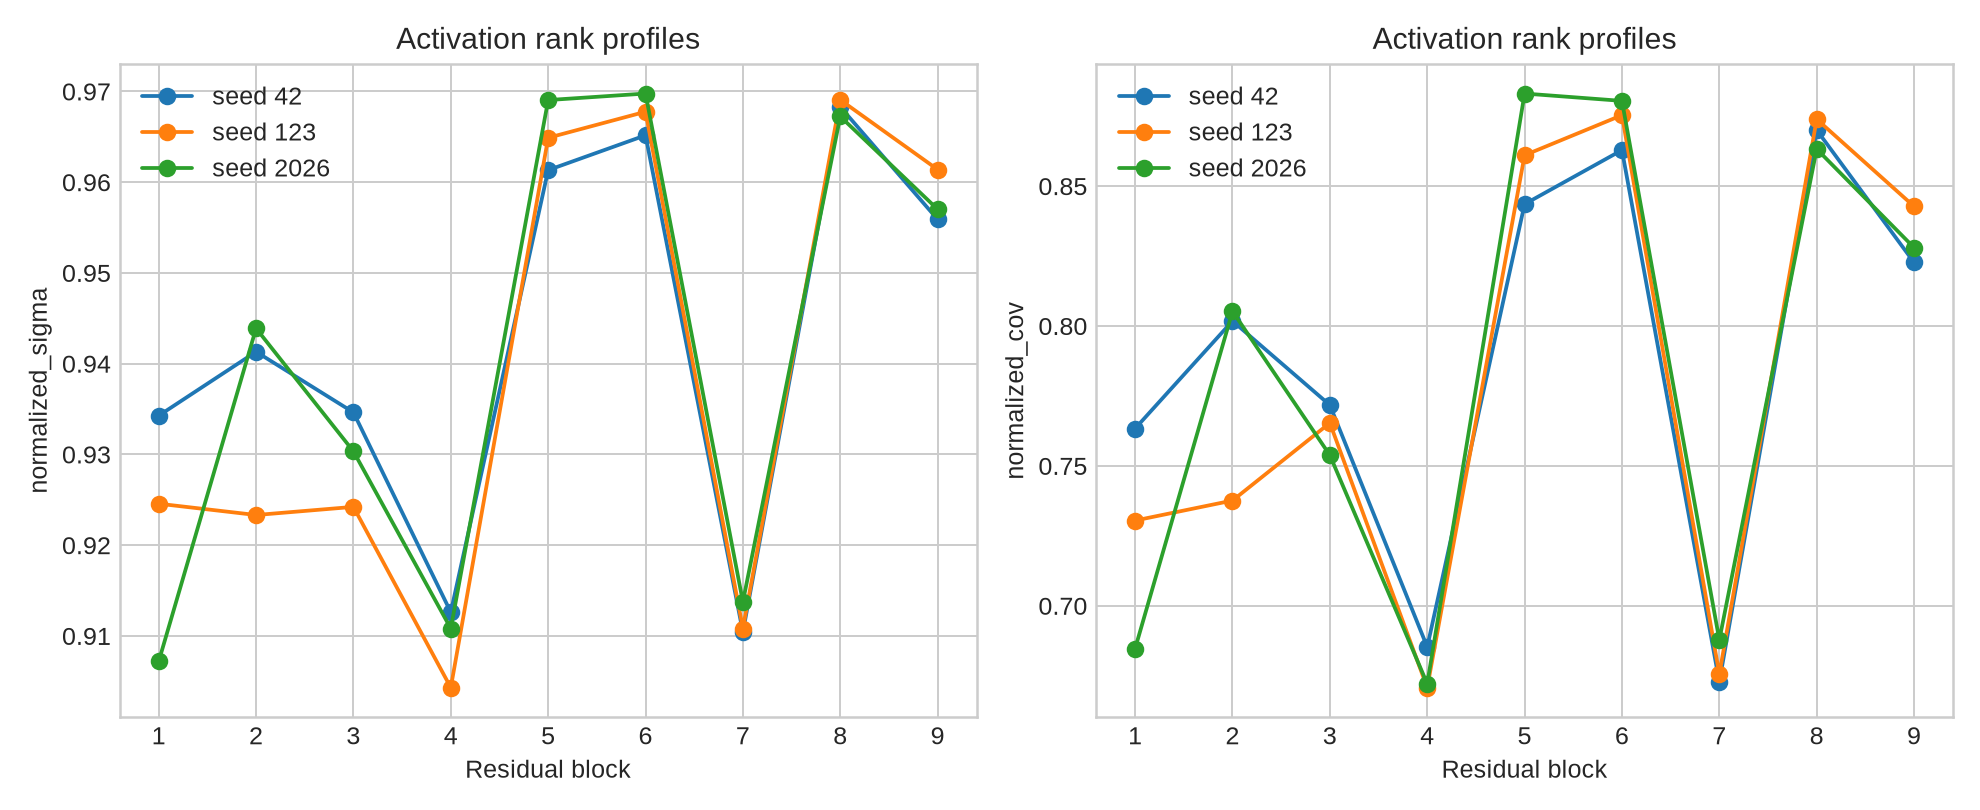 Activation rank profiles
seed 42
seed 123
seed 2026
0.97
0.96
0.95
0.94
0.93
0.92
0.91
normalized_sigma
1 2 3 4 5 6 7 8 9
Residual block
Activation rank profiles
seed 42
seed 123
seed 2026
0.85
0.80
0.75
0.70
normalized_cov
1 2 3 4 5 6 7 8 9
Residual block